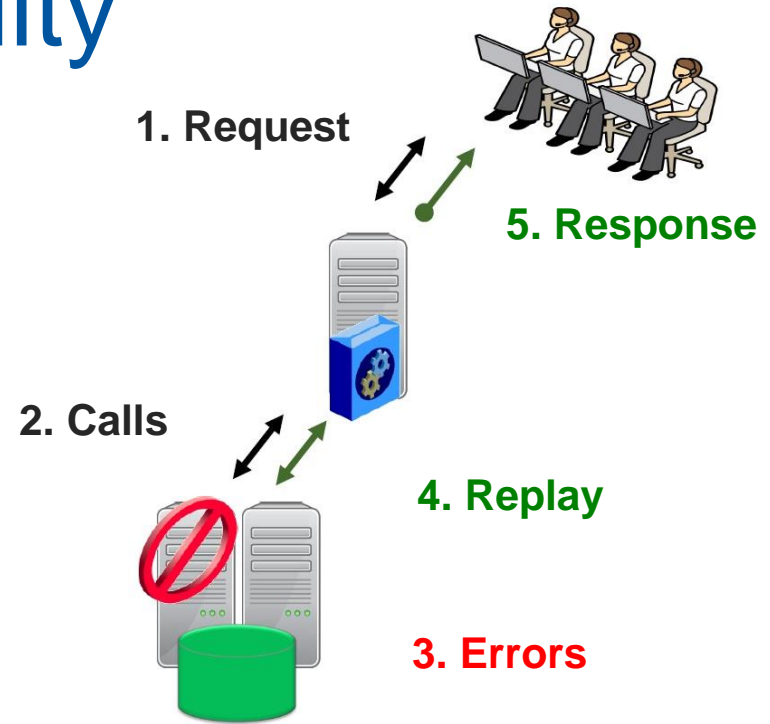 1. Request
5. Response
2. Calls
4. Replay
3. Errors